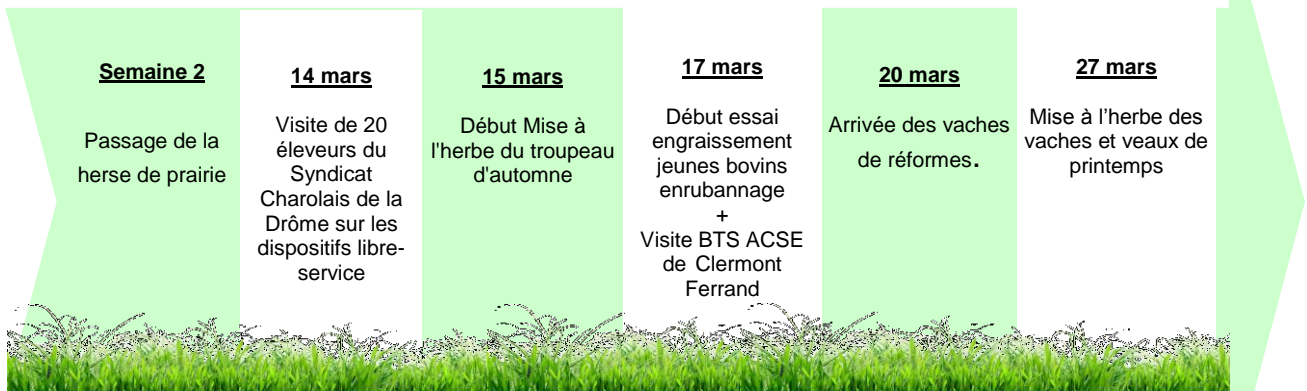 Semaine 2
Passage de la
herse de prairie
14 mars
Visite de 20
éleveurs du
Syndicat
Charolais de la
Drôme sur les
dispositifs libre-
service
15 mars
Début Mise à
l'herbe du troupeau
d'automne
17 mars
Début essai
engraissement
jeunes bovins
enrubannage
+
Visite BTS ACSE
de Clermont
Ferrand
20 mars
Arrivée des vaches
de réformes.
27 mars
Mise à l’herbe des
vaches et veaux de
printemps